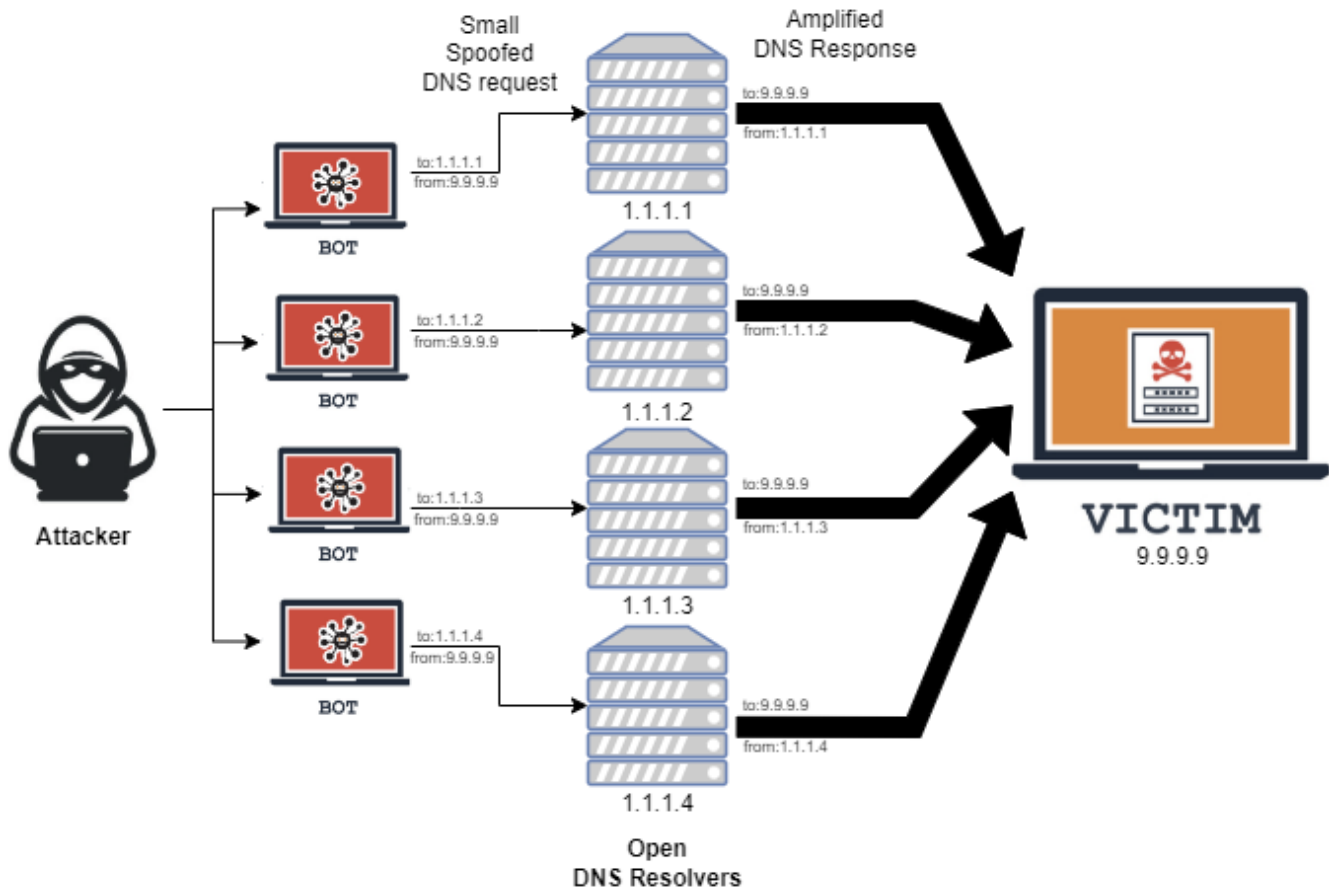 Small
Spoofed
DNS request
Amplified
DNS Response
to:1.1.1.1
from:9.9.9.9
BOT
1.1.1.1
to:9.9.9.9
from:1.1.1.1
to:1.1.1.2
from:9.9.9.9
BOT
1.1.1.2
to:9.9.9.9
from:1.1.1.2
to:1.1.1.3
from:9.9.9.9
BOT
1.1.1.3
to:9.9.9.9
from:1.1.1.3
to:1.1.1.4
from:9.9.9.9
BOT
1.1.1.4
to:9.9.9.9
from:1.1.1.4
Attacker
VICTIM
9.9.9.9
Open
DNS Resolvers